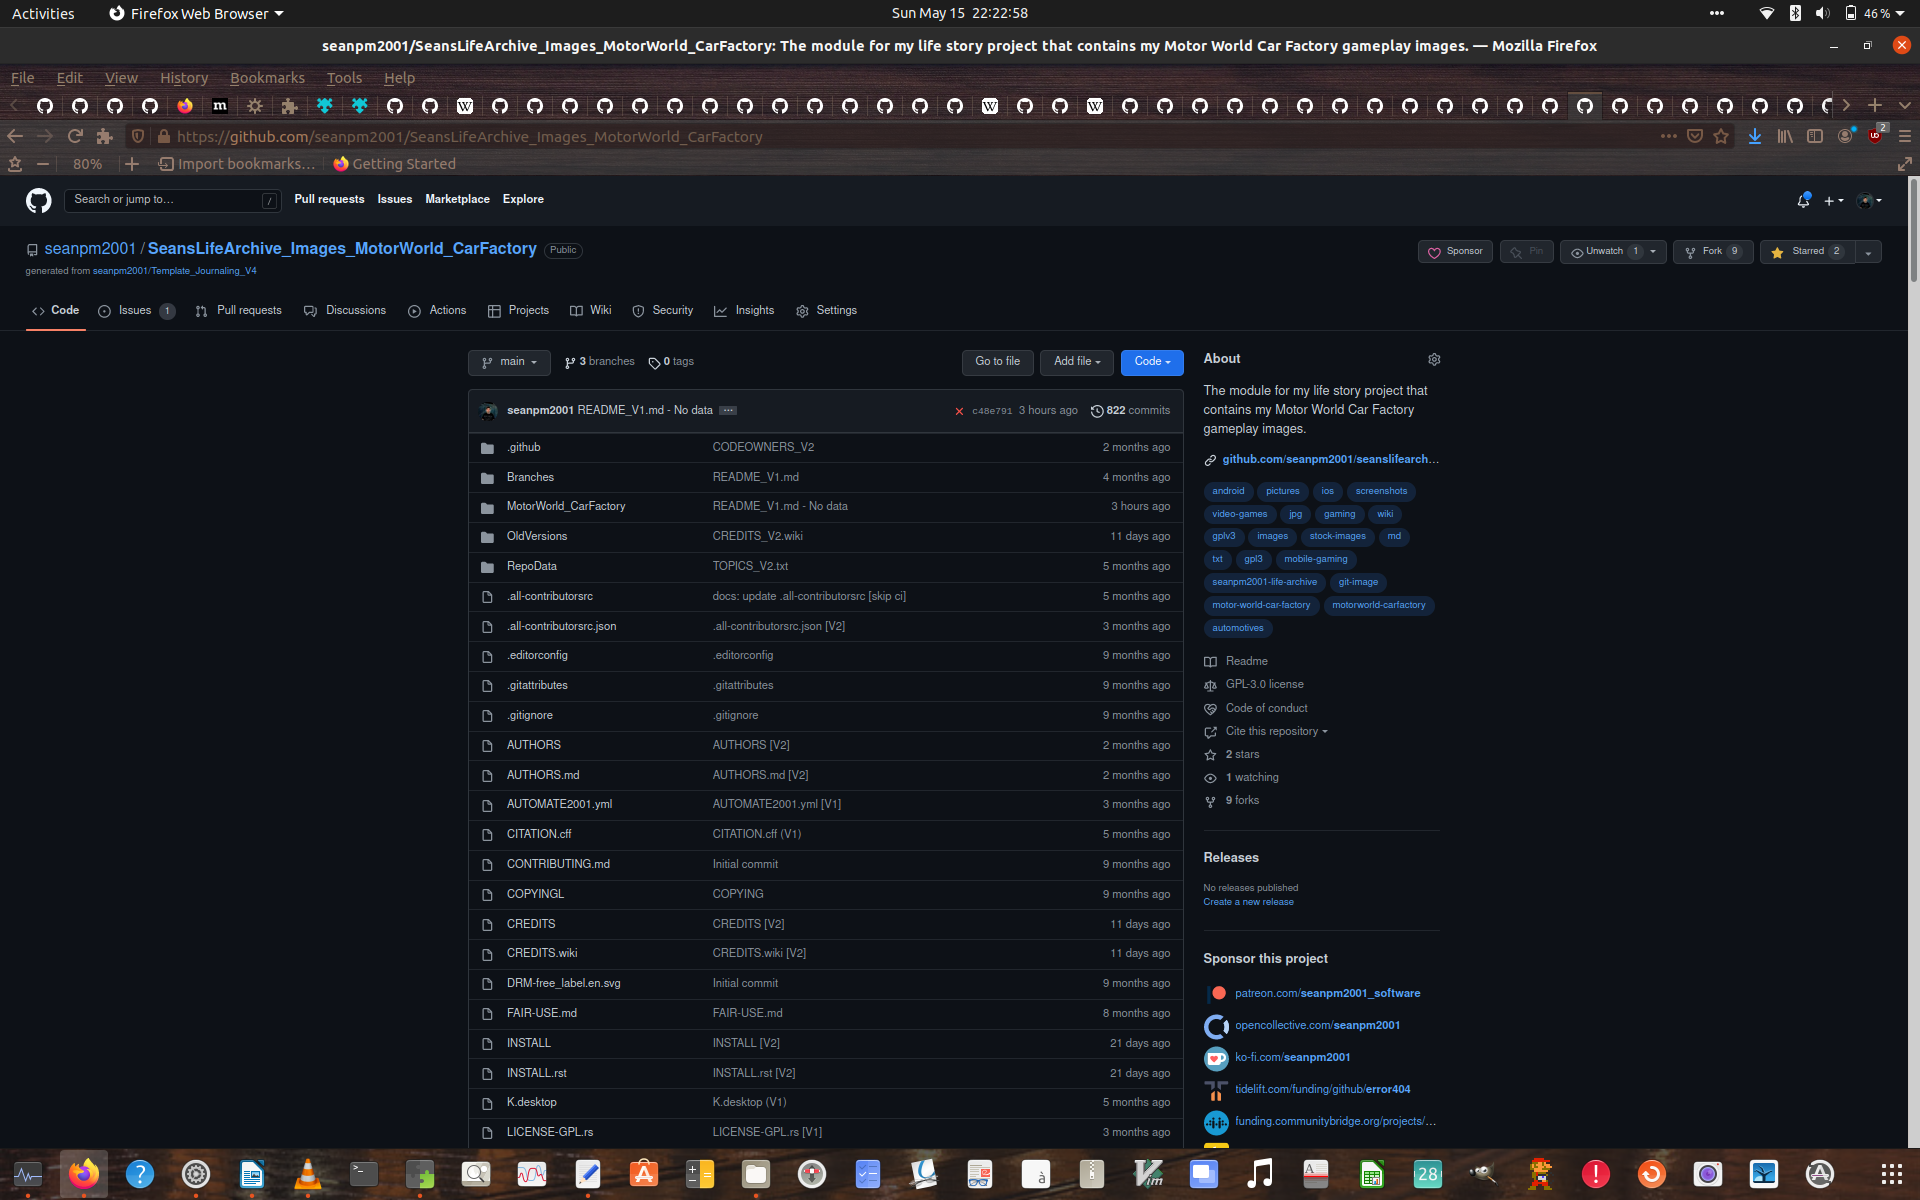 Activities
Firefox Web Browser
Sun May 15 22:22:58
46 %
seanpm2001/SeansLifeArchive_Images_MotorWorld_CarFactory: The module for my life story project that contains my Motor World Car Factory gameplay images. — Mozilla Firefox
File Edit View History Bookmarks Tools Help
https://github.com/seanpm2001/SeansLifeArchive_Images_MotorWorld_CarFactory
2
80%
Import bookmarks...
Getting Started
Search or jump to...
/
Pull requests Issues Marketplace Explore
seanpm2001 / SeansLifeArchive_Images_MotorWorld_CarFactory Public
generated from seanpm2001/Template_Journaling_V4
Sponsor Pin Unwatch 1 Fork 9 Starred 2
Code Issues 1 Pull requests Discussions Actions Projects Wiki Security Insights Settings
main 3 branches 0 tags
Go to file Add file Code
seanpm2001 README_V1.md - No data ... c48e791 3 hours ago 822 commits
.github CODEOWNERS_V2 2 months ago
Branches README_V1.md 4 months ago
MotorWorld_CarFactory README_V1.md - No data 3 hours ago
OldVersions CREDITS_V2.wiki 11 days ago
RepoData TOPICS_V2.txt 5 months ago
.all-contributorsrc docs: update .all-contributorsrc [skip ci] 5 months ago
.all-contributorsrc.json .all-contributorsrc.json [V2] 3 months ago
.editorconfig .editorconfig 9 months ago
.gitattributes .gitattributes 9 months ago
.gitignore .gitignore 9 months ago
AUTHORS AUTHORS [V2] 2 months ago
AUTHORS.md AUTHORS.md [V2] 2 months ago
AUTOMATE2001.yml AUTOMATE2001.yml [V1] 3 months ago
CITATION.cff CITATION.cff (V1) 5 months ago
CONTRIBUTING.md Initial commit 9 months ago
COPYINGL COPYING 9 months ago
CREDITS CREDITS [V2] 11 days ago
CREDITS.wiki CREDITS.wiki [V2] 11 days ago
DRM-free_label.en.svg Initial commit 9 months ago
FAIR-USE.md FAIR-USE.md 8 months ago
INSTALL INSTALL [V2] 21 days ago
INSTALL.rst INSTALL.rst [V2] 21 days ago
K.desktop K.desktop (V1) 5 months ago
LICENSE-GPL.rs LICENSE-GPL.rs [V1] 3 months ago
About
The module for my life story project that
contains my Motor World Car Factory
gameplay images.
github.com/seanpm2001/seanslifearch...
android pictures ios screenshots
video-games jpg gaming wiki
gplv3 images stock-images md
txt gpl3 mobile-gaming
seanpm2001-life-archive git-image
motor-world-car-factory motorworld-carfactory
automotives
Readme
GPL-3.0 license
Code of conduct
Cite this repository
2 stars
1 watching
9 forks
Releases
No releases published
Create a new release
Sponsor this project
patreon.com/seanpm2001_software
opencollective.com/seanpm2001
ko-fi.com/seanpm2001
tidelift.com/funding/github/error404
funding.communitybridge.org/projects/...
28